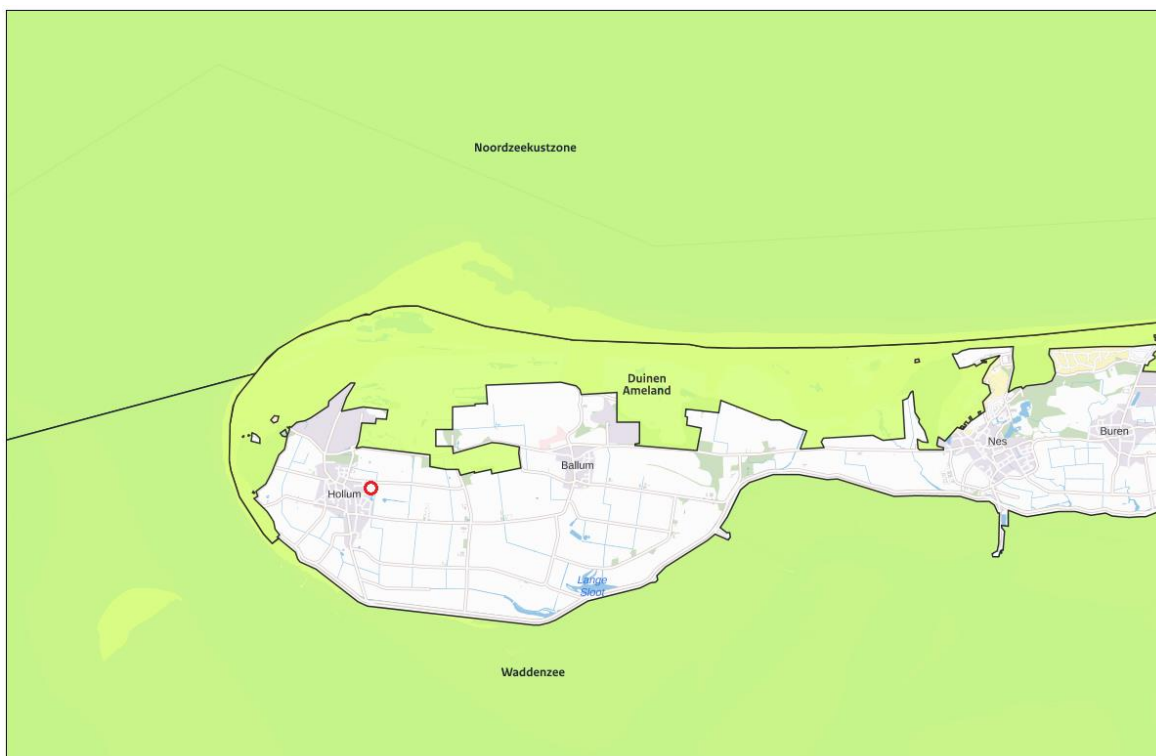 Noordzeekustzone
Duinen
Ameland
Nes
Buren
Ballum
Hollum
Lange
Sloot
Waddenzee